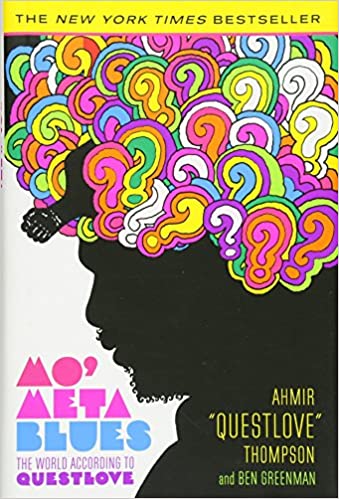 THE NEW YORK TIMES BESTSELLER
MO'
META
BLUES
THE WORLD ACCORDING TO
QUESTLOVE
AHMIR
"QUESTLOVE"
THOMPSON
and BEN GREENMAN